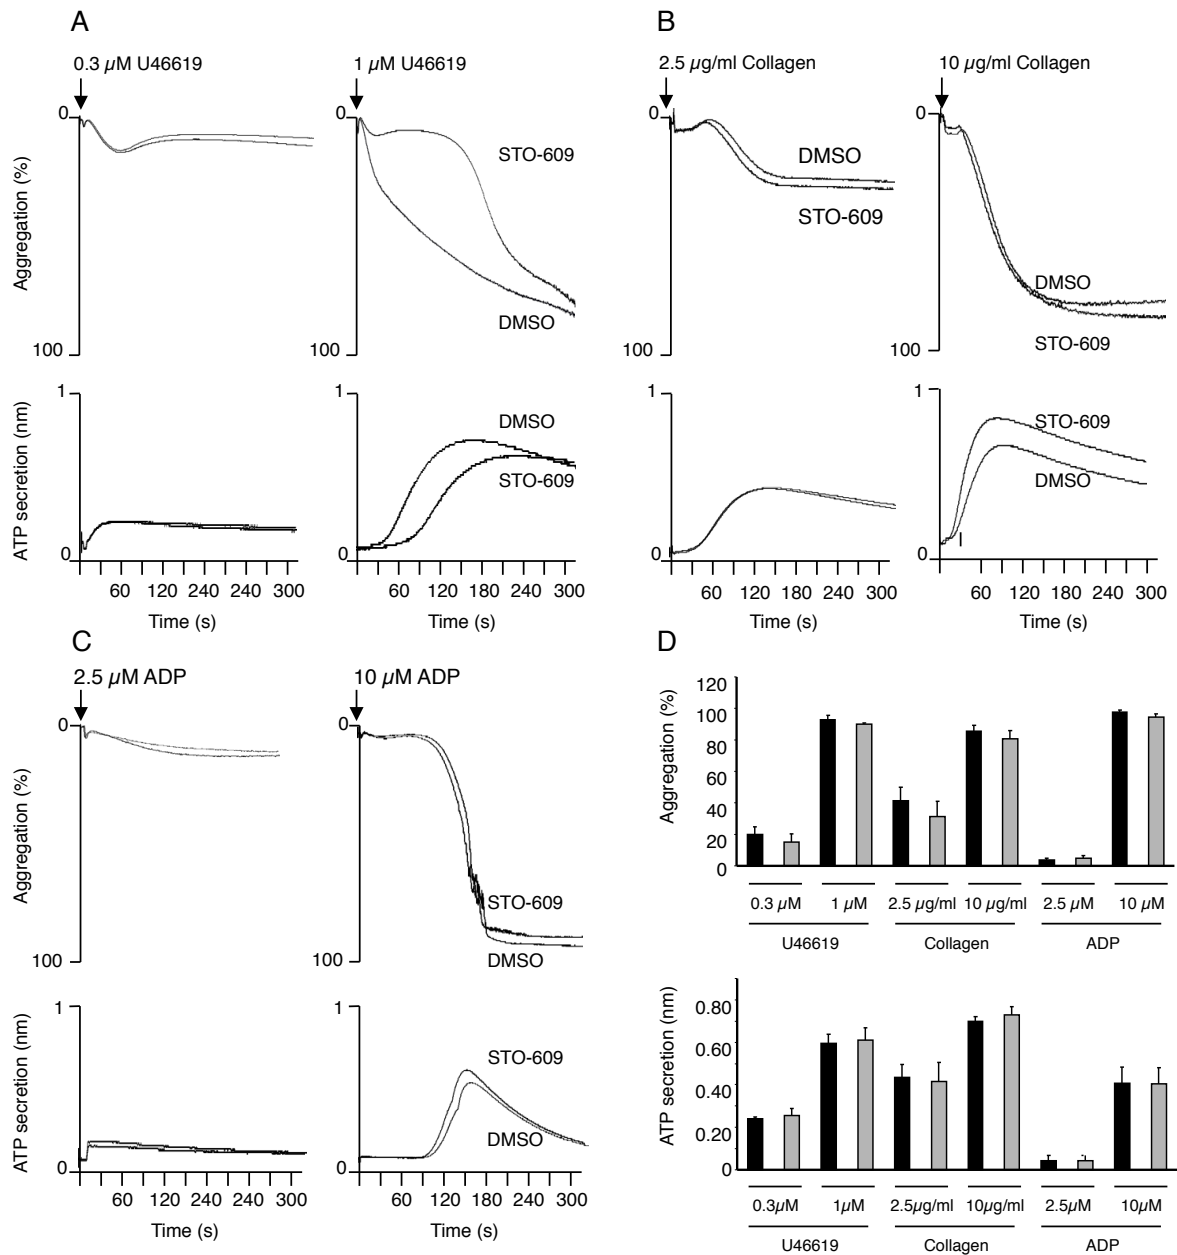 A
B
0.3 µM U46619
1 µM U46619
2.5 µg/ml Collagen
10 µg/ml Collagen
0
0
0
0
Aggregation (%)
STO-609
DMSO
DMSO
STO-609
DMSO
STO-609
100
100
100
100
1
1
1
1
ATP secretion (nm)
DMSO
STO-609
STO-609
DMSO
0
0
0
0
60 120 180 240 300
60 120 180 240 300
60 120 180 240 300
60 120 180 240 300
Time (s)
Time (s)
Time (s)
Time (s)
C
D
2.5 µM ADP
10 µM ADP
0
0
Aggregation (%)
STO-609
DMSO
100
100
1
1
ATP secretion (nm)
STO-609
DMSO
0
0
60 120 180 240 300
60 120 180 240 300
Time (s)
Time (s)
Aggregation (%)
120
100
80
60
40
20
0
0.3 µM
1 µM
2.5 µg/ml
10 µg/ml
2.5 µM
10 µM
U46619
Collagen
ADP
ATP secretion (nm)
0.80
0.60
0.40
0.20
0
0.3µM
1µM
2.5µg/ml
10µg/ml
2.5µM
10µM
U46619
Collagen
ADP